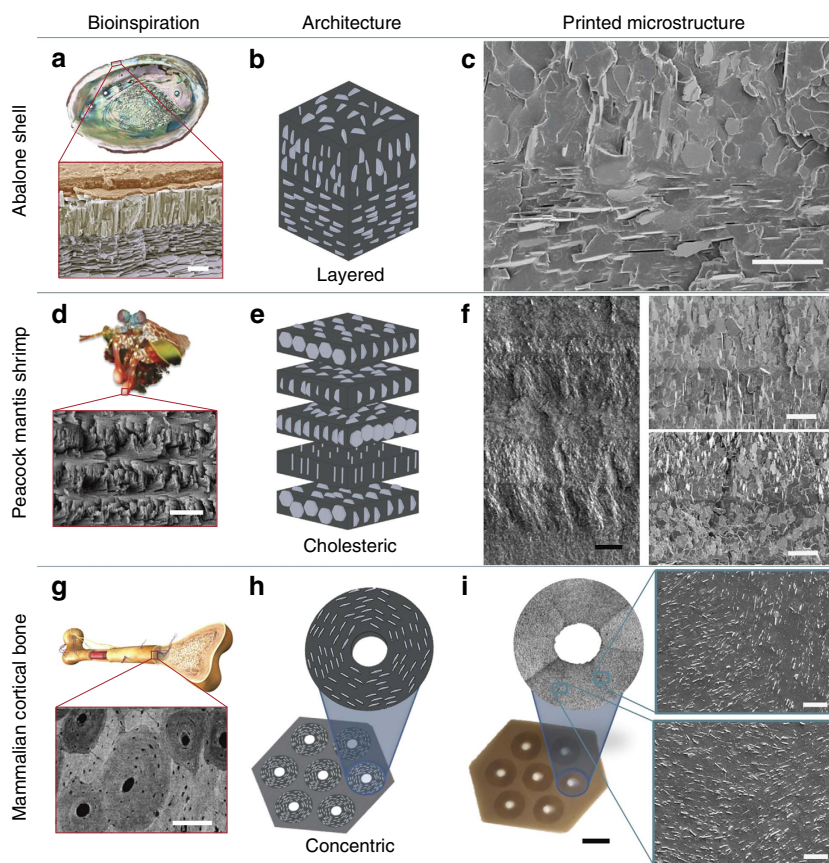 Bioinspiration Architecture Printed microstructure
Abalone shell
a
b
c
Layered
Peacock mantis shrimp
d
e
f
Cholesteric
Mammalian cortical bone
g
h
i
Concentric